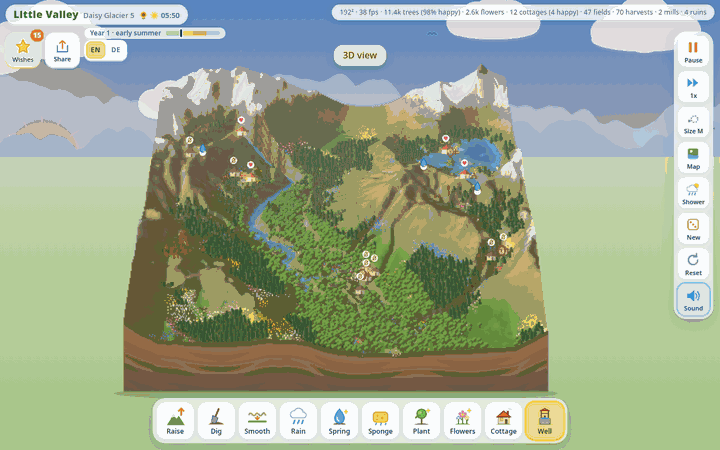 Little Valley Daisy Glacier 5 05:50
192² · 38 fps · 11.4k trees (98% happy) · 2.6k flowers · 12 cottages (4 happy) · 47 fields · 70 harvests · 2 mills · 4 ruins
Year 1 · early summer
15
Wishes
Share
EN DE
3D view
Pause
1x
Size M
Map
Shower
New
Reset
Sound
Raise Dig Smooth Rain Spring Sponge Plant Flowers Cottage Well